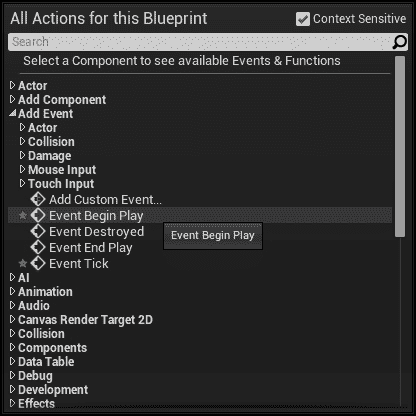 All Actions for this Blueprint
Context Sensitive
Search
Select a Component to see available Events & Functions
Actor
Add Component
Add Event
Actor
Collision
Damage
Mouse Input
Touch Input
Add Custom Event...
Event Begin Play
Event Destroyed
Event Begin Play
Event End Play
Event Tick
AI
Animation
Audio
Canvas Render Target 2D
Collision
Components
Data Table
Debug
Development
Effects